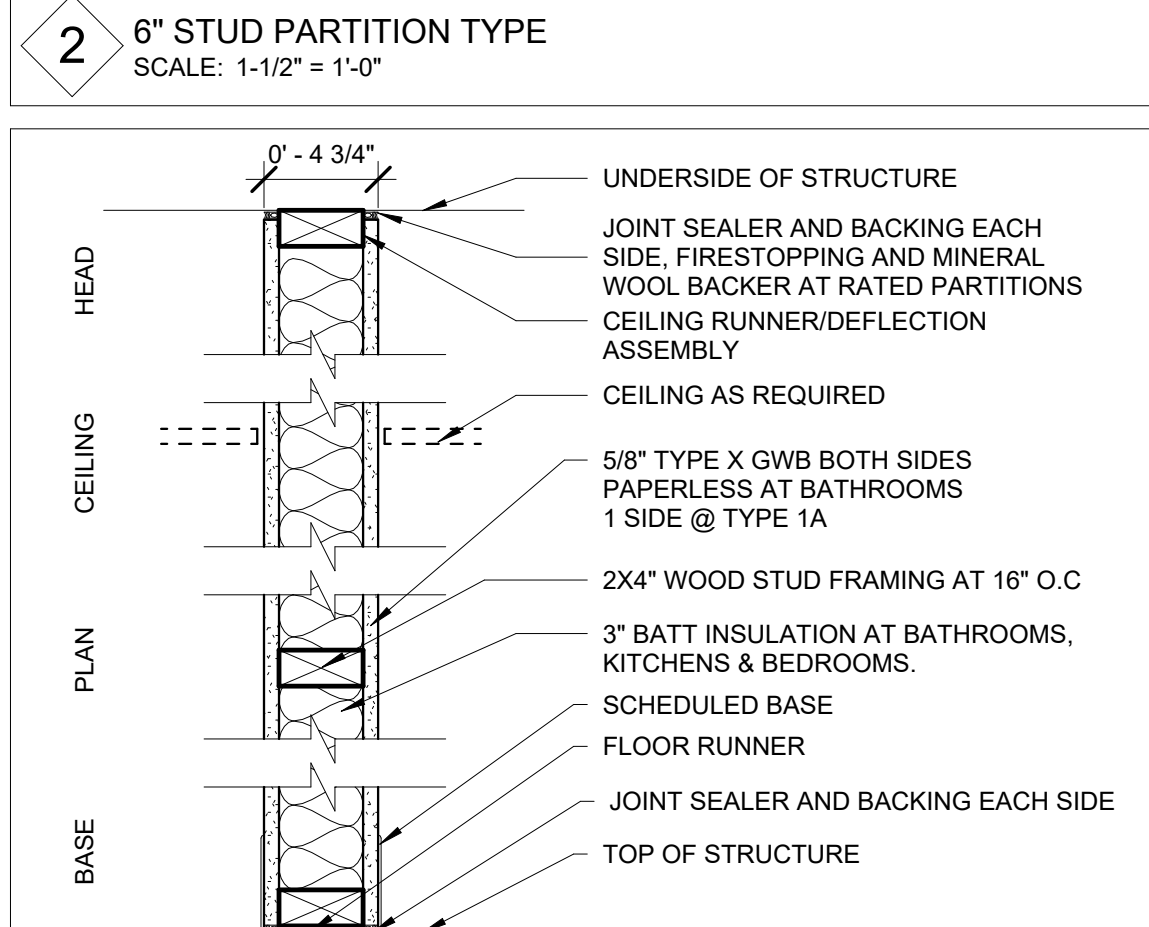 2
6" STUD PARTITION TYPE
SCALE: 1-1/2" = 1'-0"
0' - 4 3/4"
UNDERSIDE OF STRUCTURE
JOINT SEALER AND BACKING EACH
SIDE, FIRESTOPPING AND MINERAL
WOOL BACKER AT RATED PARTITIONS
HEAD
CEILING RUNNER/DEFLECTION
ASSEMBLY
CEILING AS REQUIRED
CEILING
5/8" TYPE X GWB BOTH SIDES
PAPERLESS AT BATHROOMS
1 SIDE @ TYPE 1A
2X4" WOOD STUD FRAMING AT 16" O.C
PLAN
3" BATT INSULATION AT BATHROOMS,
KITCHENS & BEDROOMS.
SCHEDULED BASE
FLOOR RUNNER
JOINT SEALER AND BACKING EACH SIDE
BASE
TOP OF STRUCTURE